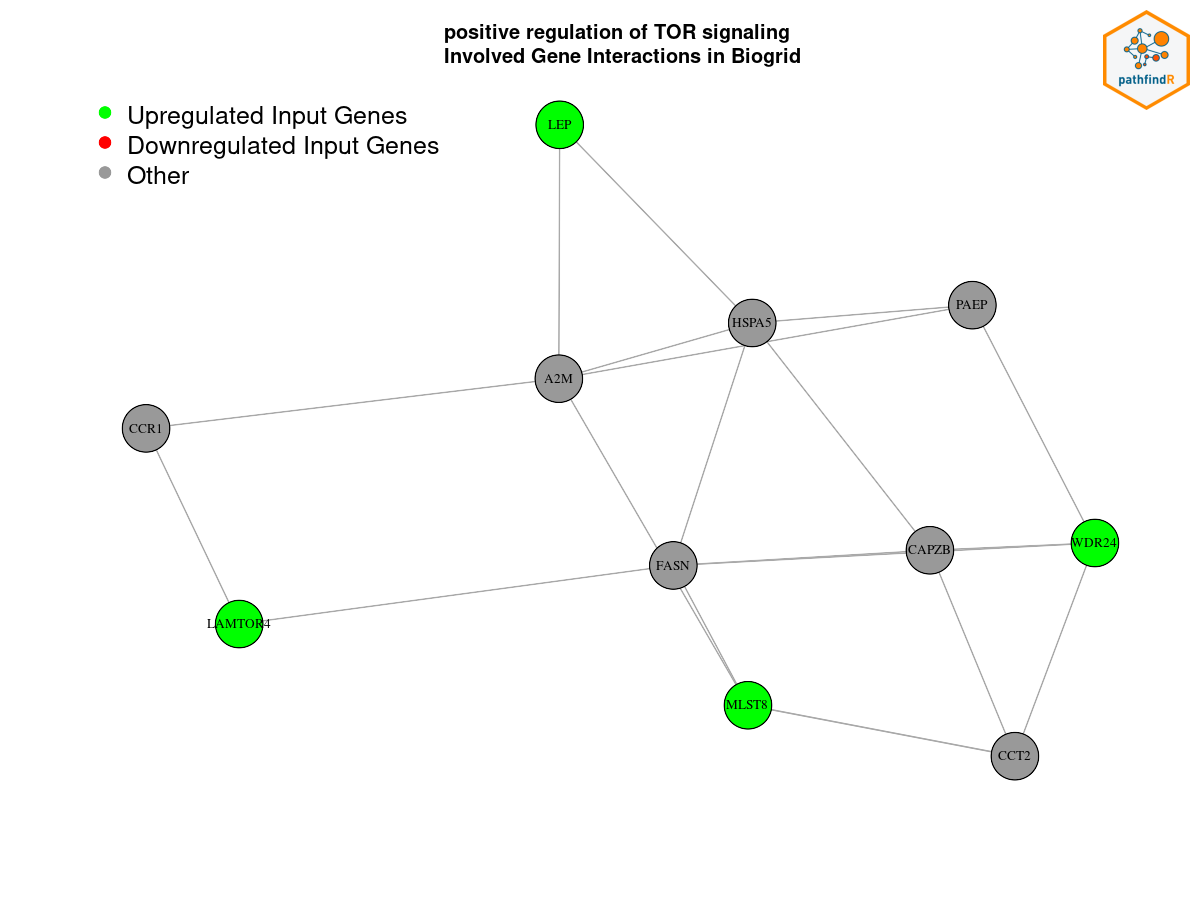 positive regulation of TOR signaling
Involved Gene Interactions in Biogrid
pathfindR
Upregulated Input Genes
Downregulated Input Genes
Other
LEP
PAEP
HSPA5
A2M
CCR1
WDR24
CAPZB
FASN
LAMTOR4
MLST8
CCT2